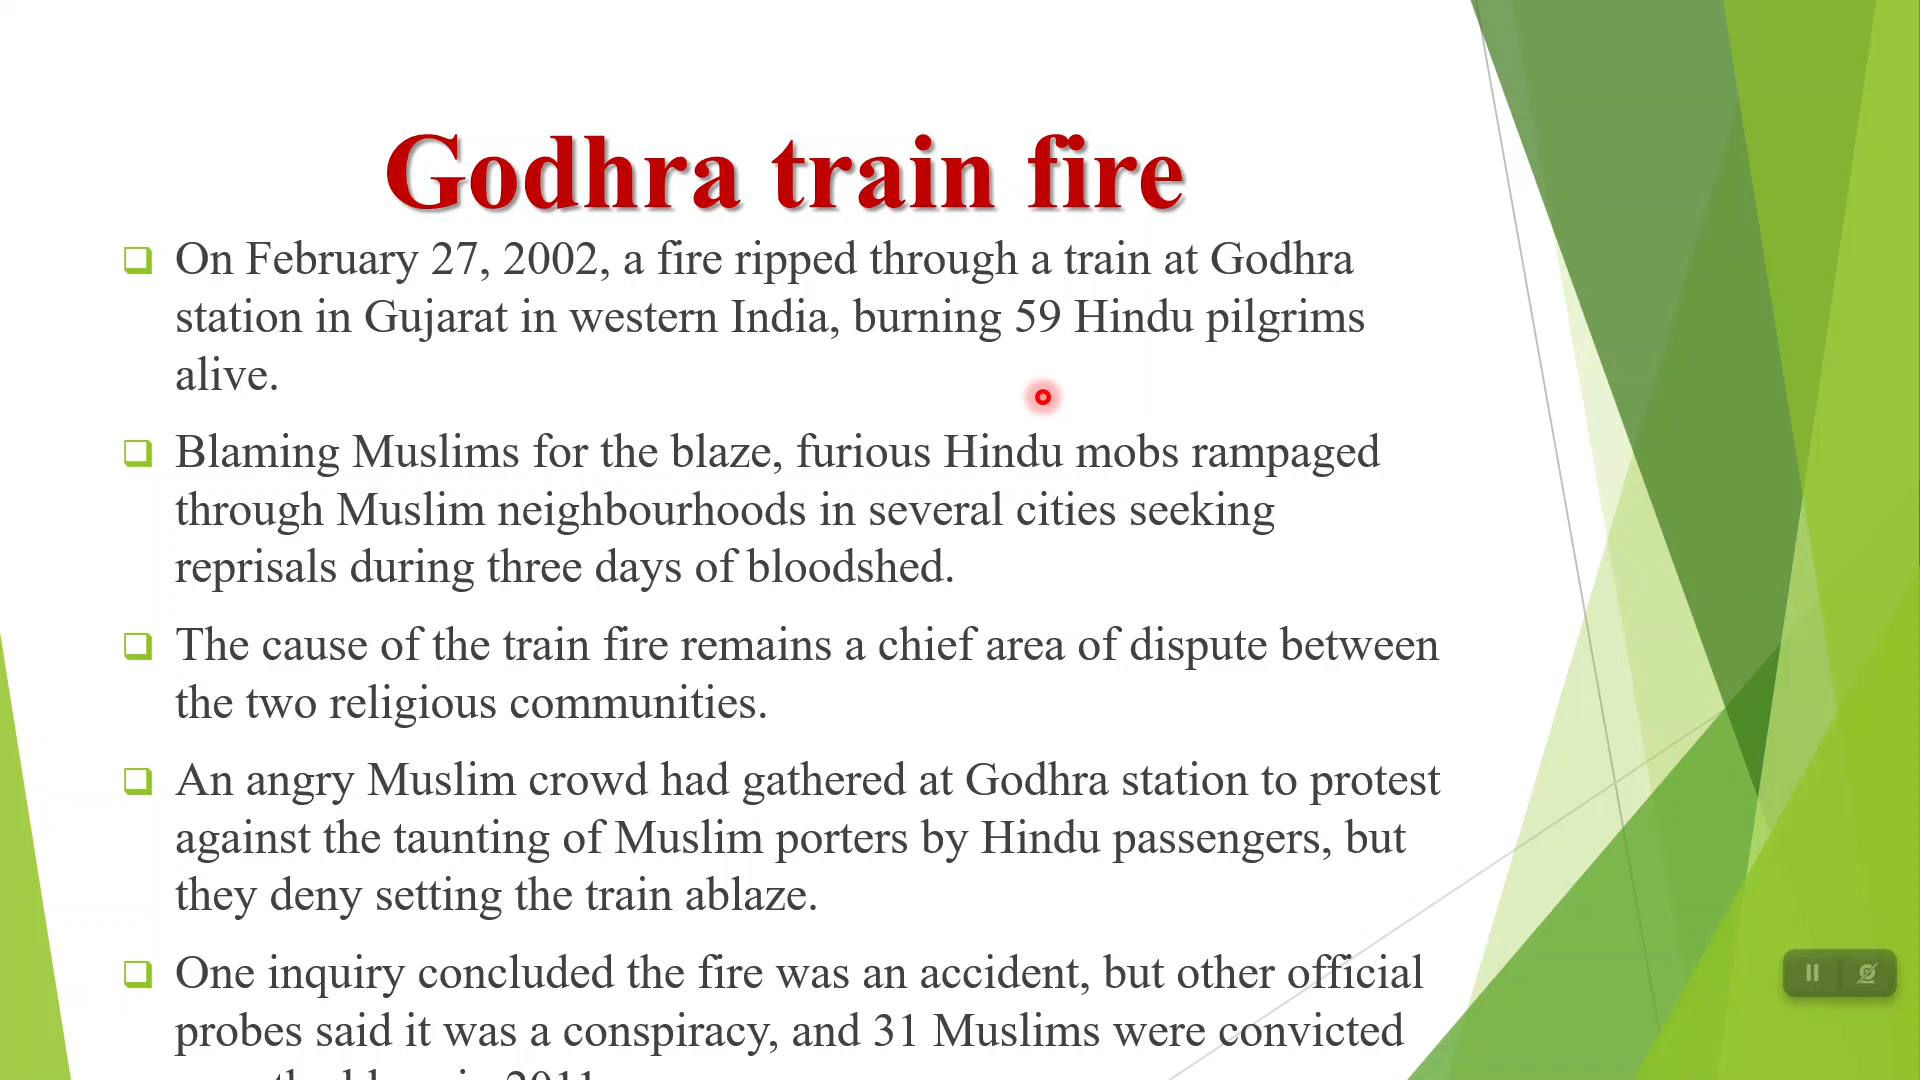 Godhra train fire
On February 27, 2002, a fire ripped through a train at Godhra
station in Gujarat in western India, burning 59 Hindu pilgrims
alive.
Blaming Muslims for the blaze, furious Hindu mobs rampaged
through Muslim neighbourhoods in several cities seeking
reprisals during three days of bloodshed.
The cause of the train fire remains a chief area of dispute between
the two religious communities.
An angry Muslim crowd had gathered at Godhra station to protest
against the taunting of Muslim porters by Hindu passengers, but
they deny setting the train ablaze.
One inquiry concluded the fire was an accident, but other official
probes said it was a conspiracy, and 31 Muslims were convicted